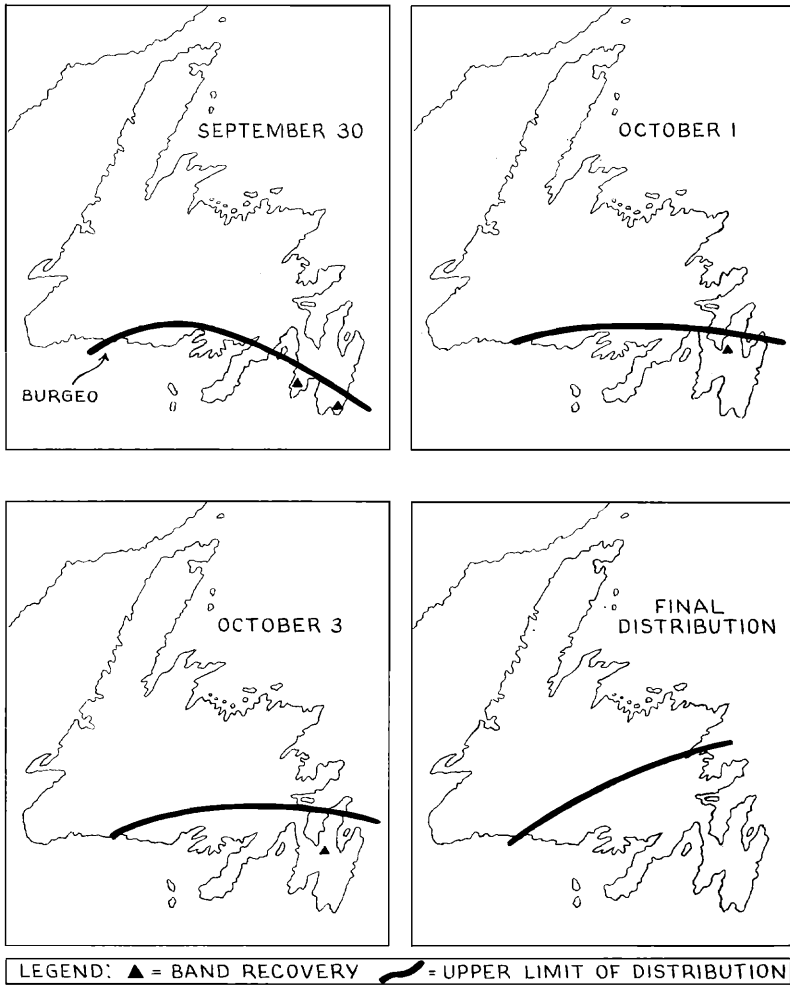 SEPTEMBER 30
BURGEO
OCTOBER 1
OCTOBER 3
FINAL
DISTRIBUTION
LEGEND: ▲ = BAND RECOVERY = UPPER LIMIT OF DISTRIBUTION